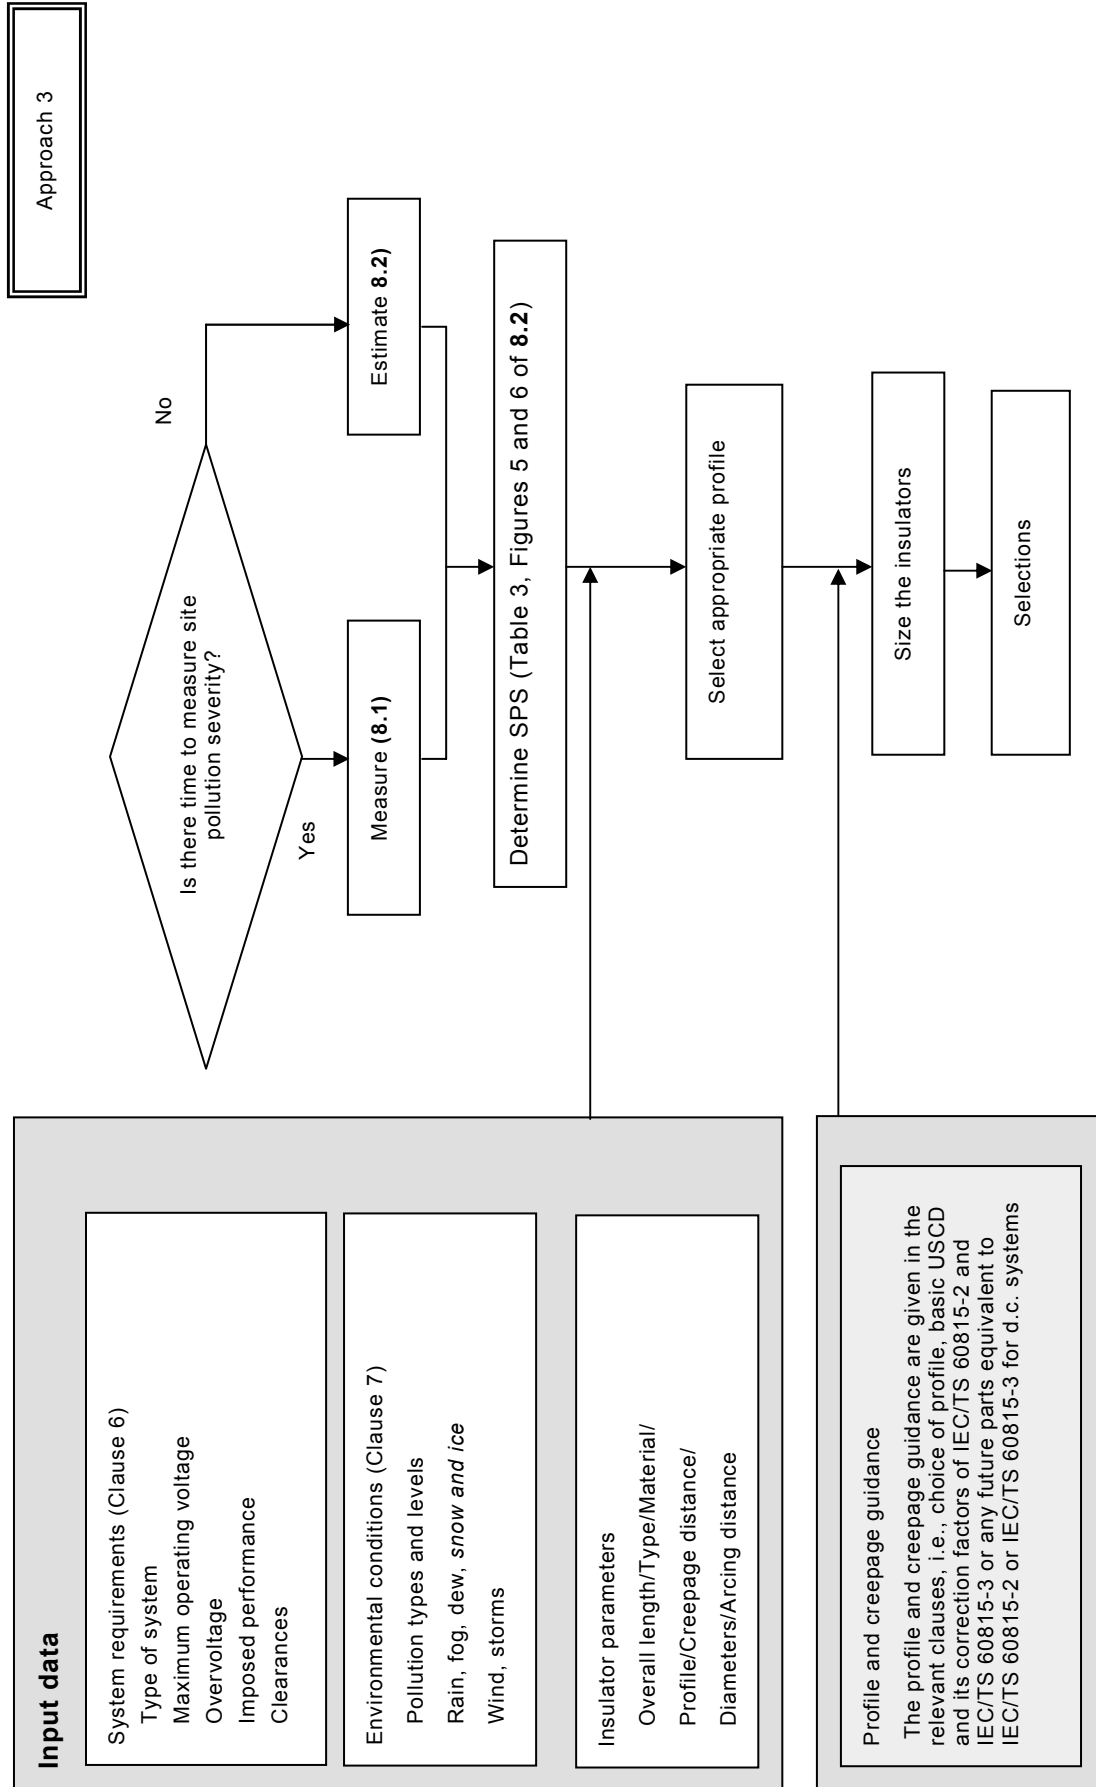 Approach 3
Input data
System requirements (Clause 6)
Type of system
Maximum operating voltage
Overvoltage
Imposed performance
Clearances
Environmental conditions (Clause 7)
Pollution types and levels
Rain, fog, dew, snow and ice
Wind, storms
Insulator parameters
Overall length/Type/Material/
Profile/Creepage distance/
Diameters/Arcing distance
Profile and creepage guidance
The profile and creepage guidance are given in the
relevant clauses, i.e., choice of profile, basic USCD
and its correction factors of IEC/TS 60815-2 and
IEC/TS 60815-3 or any future parts equivalent to
IEC/TS 60815-2 or IEC/TS 60815-3 for d.c. systems
Is there time to measure site
pollution severity?
Yes
No
Measure (8.1)
Estimate 8.2)
Determine SPS (Table 3, Figures 5 and 6 of 8.2)
Select appropriate profile
Size the insulators
Selections